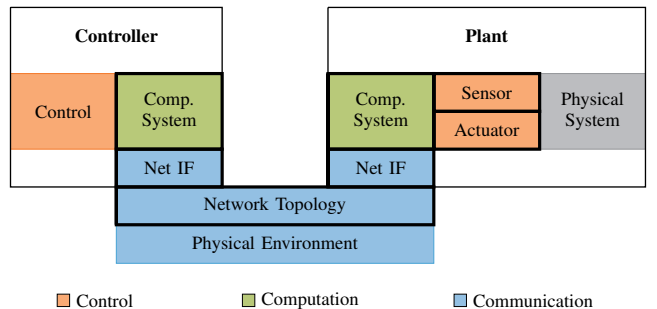 Controller
Plant
Control
Comp.
System
Comp.
System
Sensor
Actuator
Physical
System
Net IF
Net IF
Network Topology
Physical Environment
Control
Computation
Communication